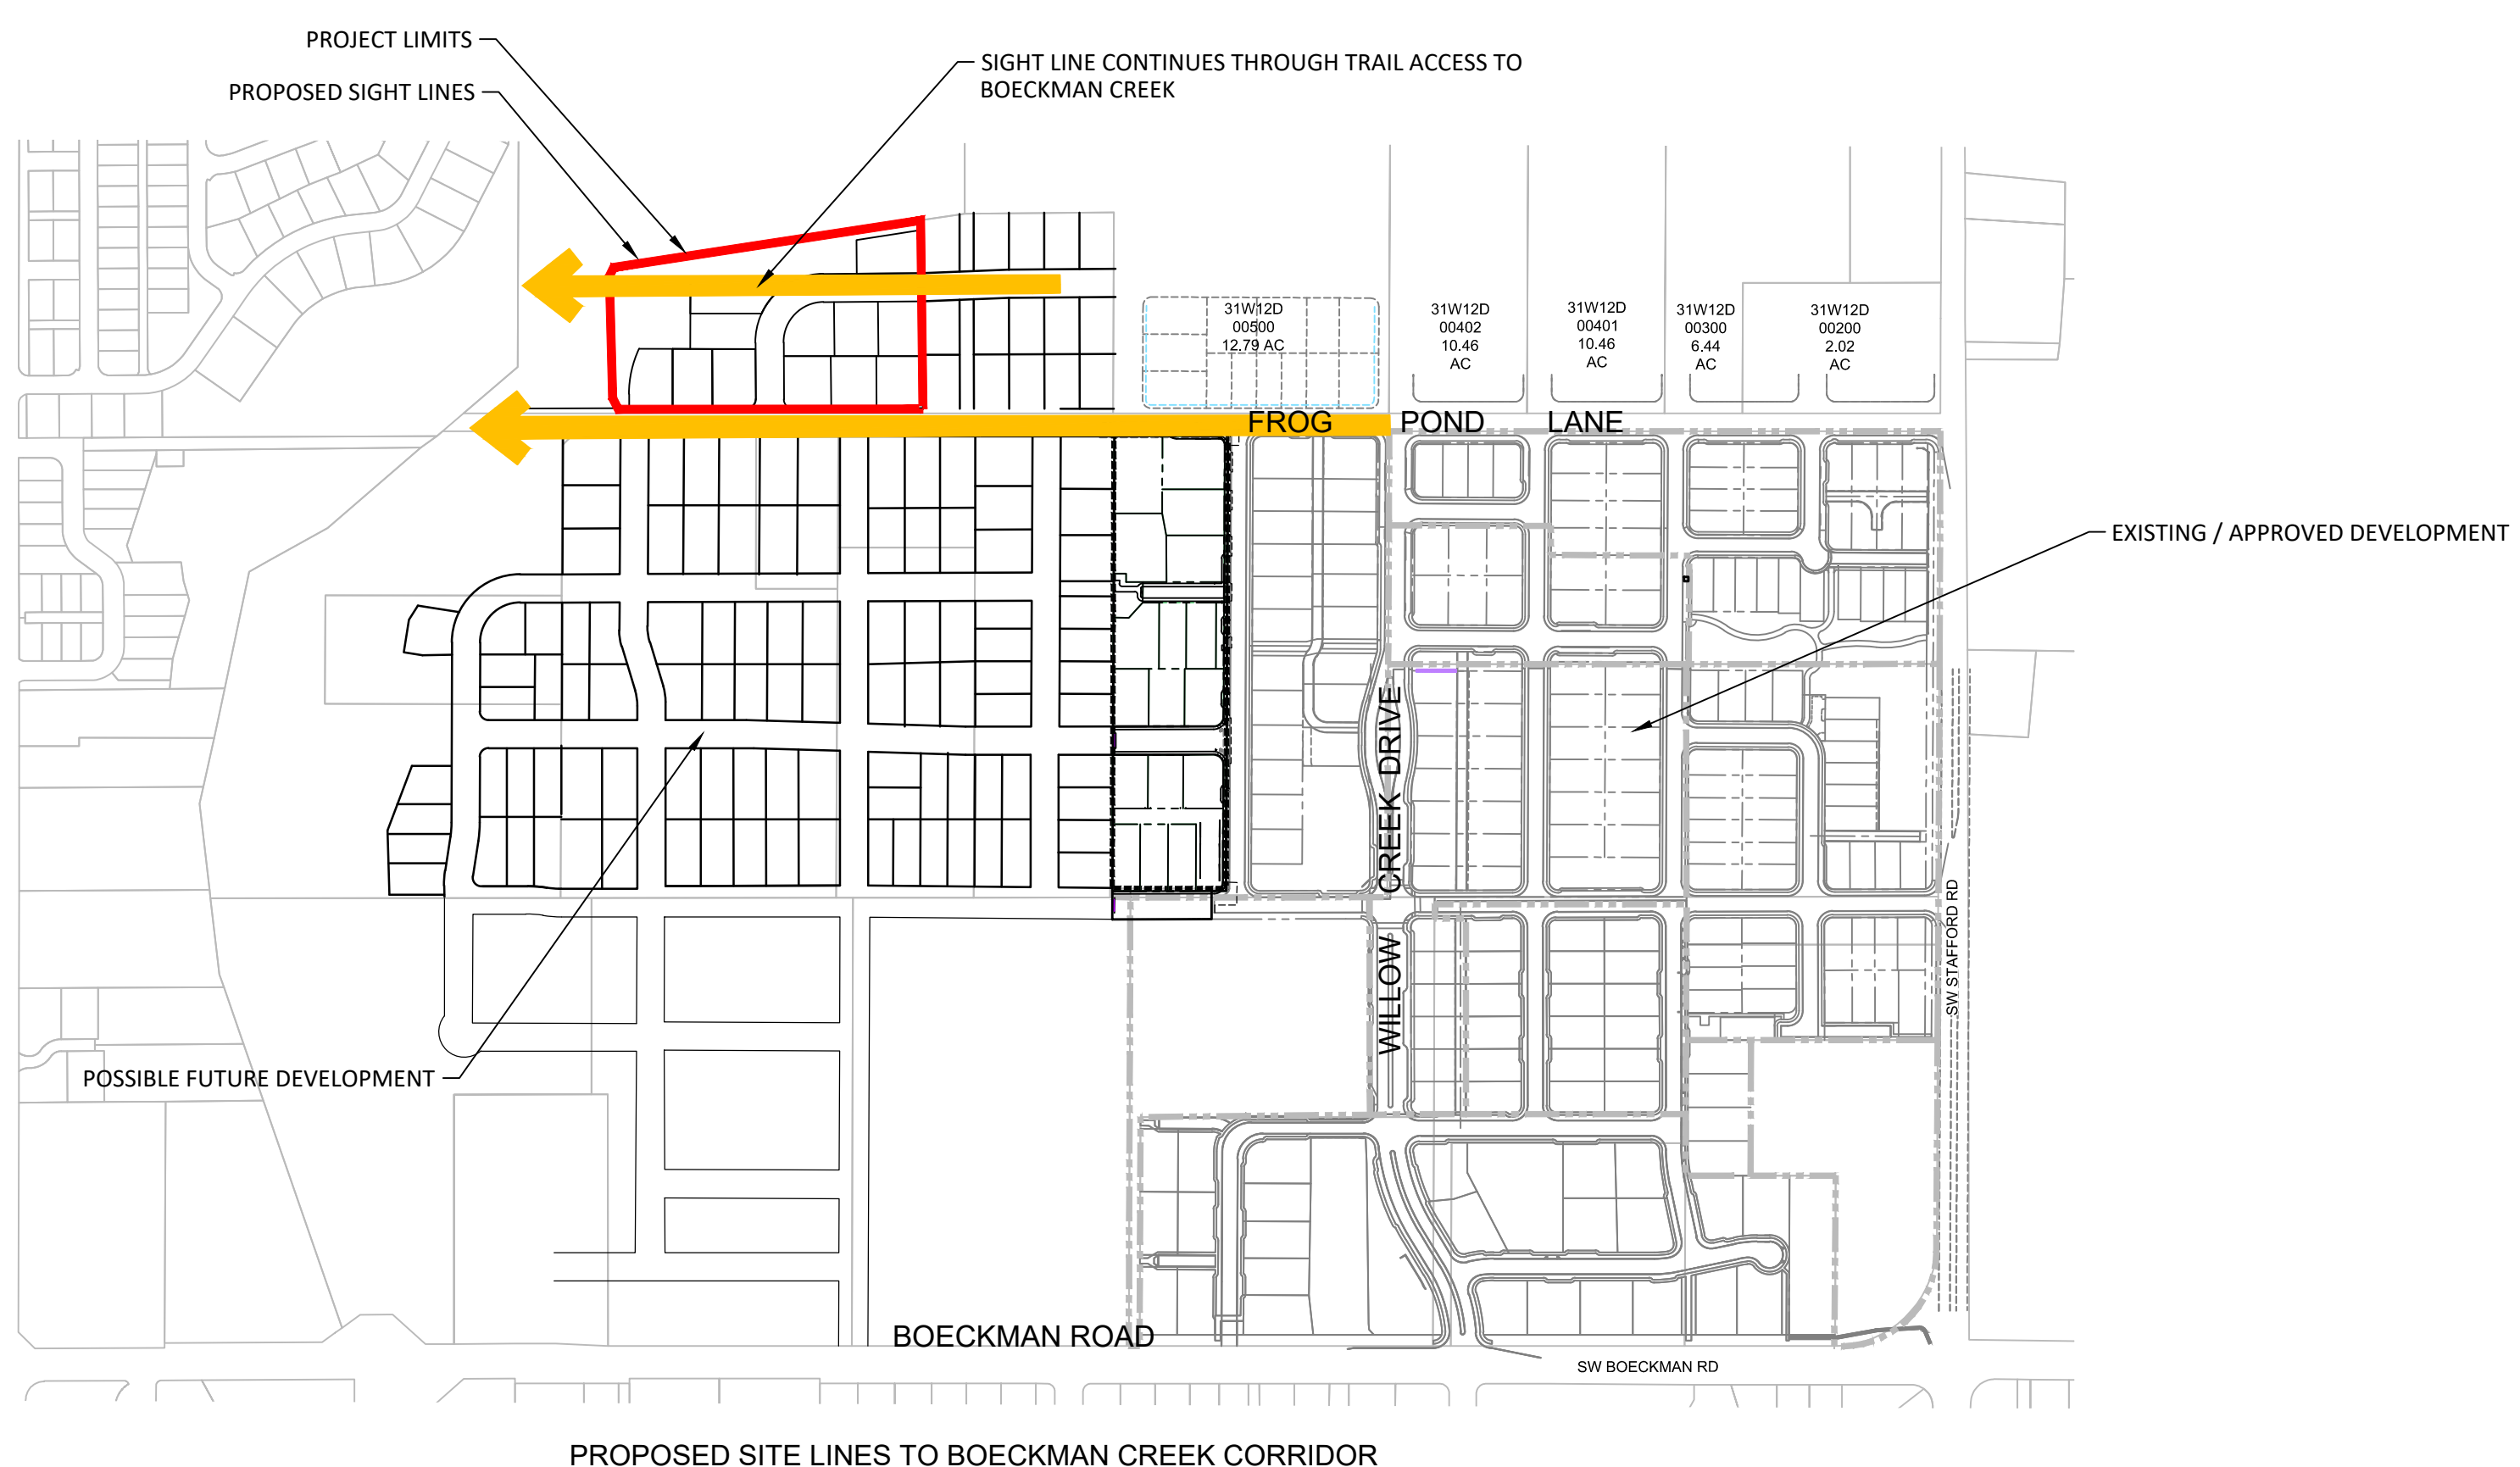 PROJECT LIMITS
PROPOSED SIGHT LINES
SIGHT LINE CONTINUES THROUGH TRAIL ACCESS TO
BOECKMAN CREEK
31W12D
00500
12.79 AC
31W12D
00402
10.46
AC
31W12D
00401
10.46
AC
31W12D
00300
6.44
AC
31W12D
00200
2.02
AC
FROG POND LANE
EXISTING / APPROVED DEVELOPMENT
WILLOW CREEK DRIVE
SW STAFFORD RD
POSSIBLE FUTURE DEVELOPMENT
BOECKMAN ROAD
SW BOECKMAN RD
PROPOSED SITE LINES TO BOECKMAN CREEK CORRIDOR